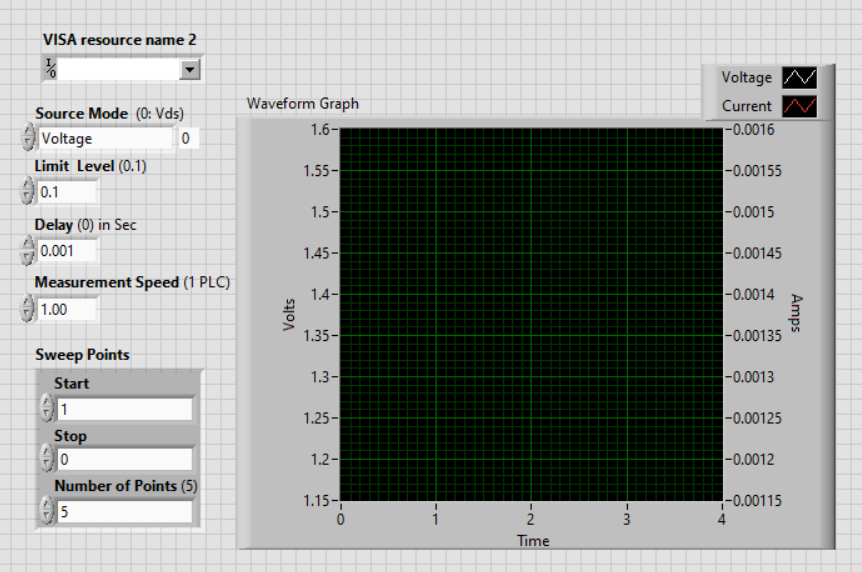 VISA resource name 2
I/O
Source Mode (0: Vds)
Voltage 0
Limit Level (0.1)
0.1
Delay (0) in Sec
0.001
Measurement Speed (1 PLC)
1.00
Sweep Points
Start
1
Stop
0
Number of Points (5)
5
Waveform Graph
Voltage
Current
1.6
1.55
1.5
1.45
1.4
1.35
1.3
1.25
1.2
1.15
Volts
0 1 2 3 4
Time
0.0016
0.00155
0.0015
0.00145
0.0014
0.00135
0.0013
0.00125
0.0012
0.00115
Amps